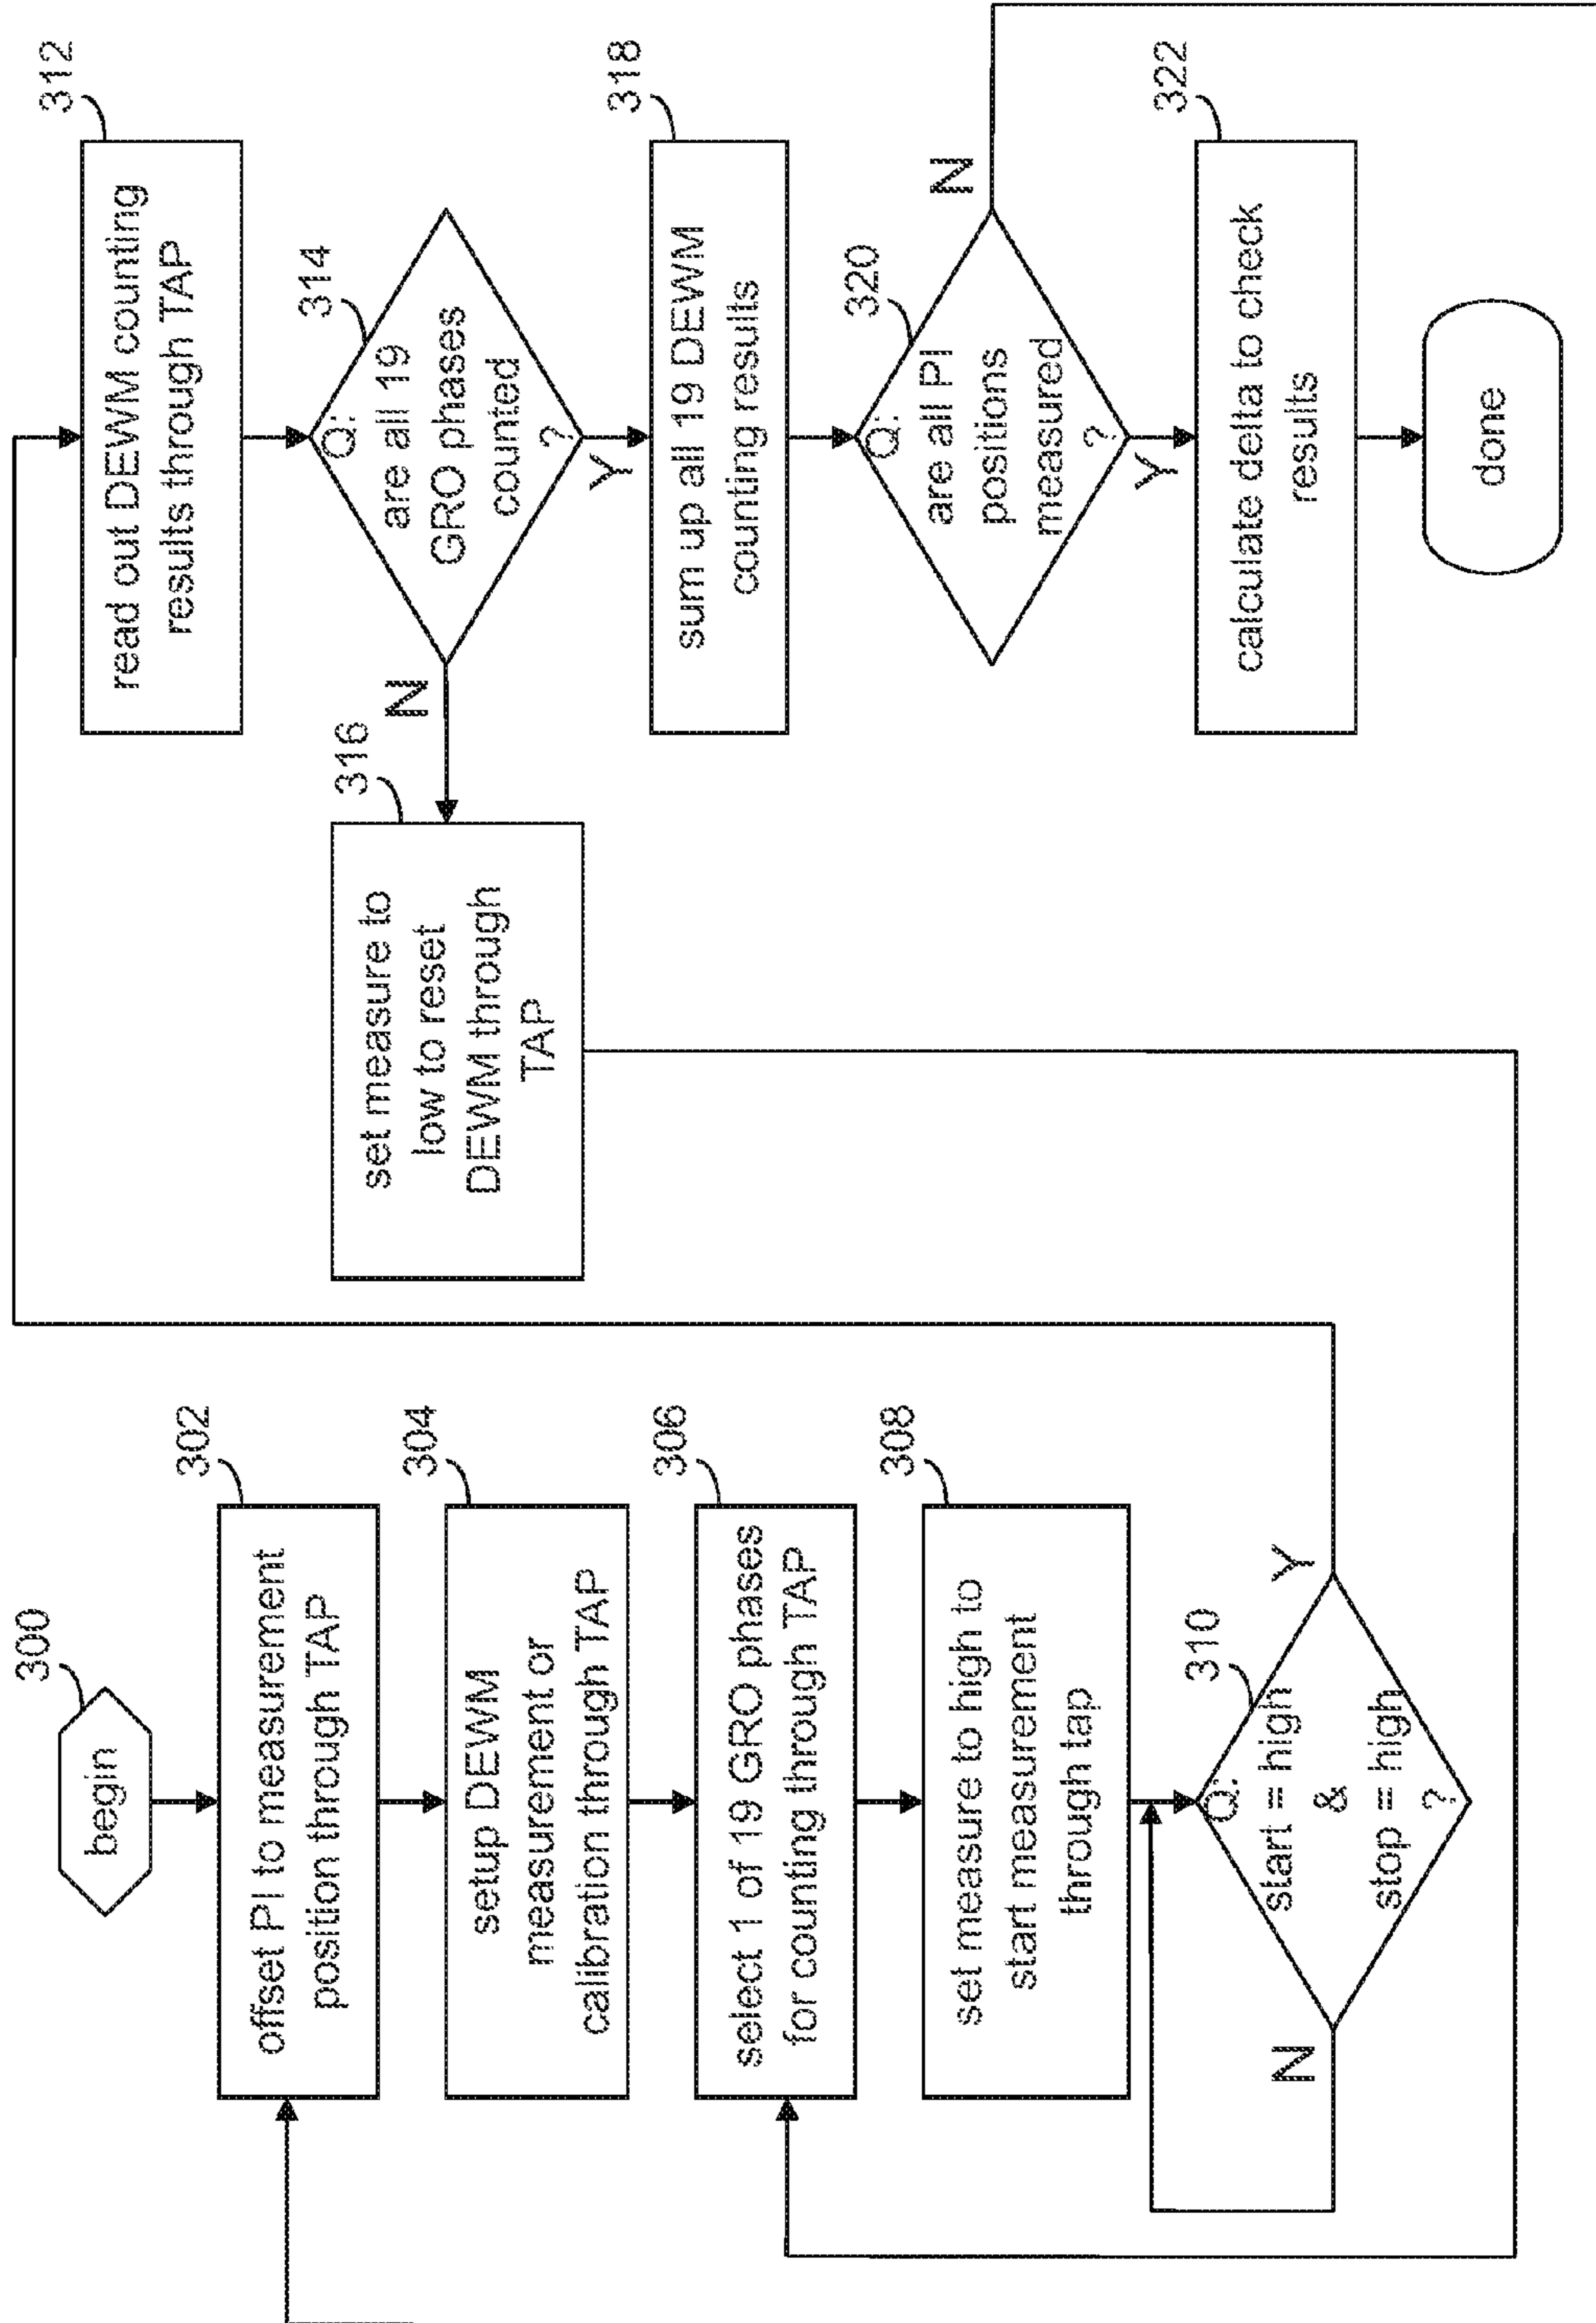 300
begin
302
offset PI to measurement
position through TAP
304
setup DEWM
measurement or
calibration through TAP
306
select 1 of 19 GRO phases
for counting through TAP
308
set measure to high to
start measurement
through tap
310
Q:
start = high
&
stop = high
?
N
Y
312
read out DEWM counting
results through TAP
314
Q:
are all 19
GRO phases
counted
?
N
Y
316
set measure to
low to reset
DEWM through
TAP
318
sum up all 19 DEWM
counting results
320
Q:
are all PI
positions
measured
?
N
Y
322
calculate delta to check
results
done